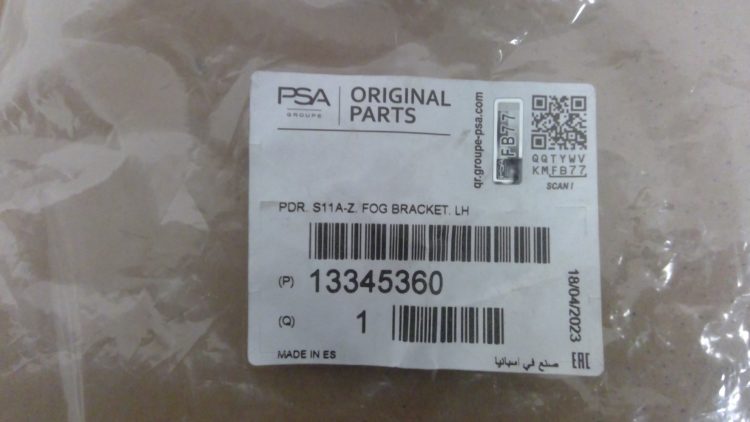 PSA
GROUPE
ORIGINAL
PARTS
qr.groupe-psa.com
FB77
QQTYWV
KMFB77
SCAN!
PDR. S11A-Z. FOG BRACKET. LH
(P) 13345360
(Q) 1
18/04/2023
MADE IN ES
صنع في اسبانيا
EAC